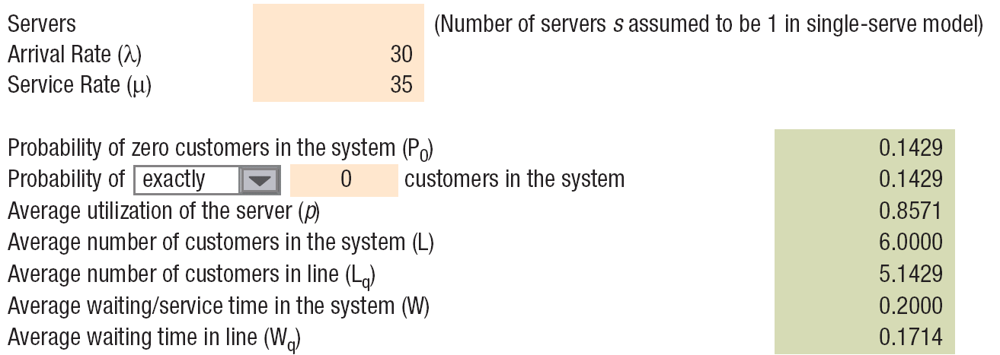 Servers (Number of servers s assumed to be 1 in single-serve model)
Arrival Rate (λ) 30
Service Rate (μ) 35
Probability of zero customers in the system (P0) 0.1429
Probability of exactly 0 customers in the system 0.1429
Average utilization of the server (p) 0.8571
Average number of customers in the system (L) 6.0000
Average number of customers in line (Lq) 5.1429
Average waiting/service time in the system (W) 0.2000
Average waiting time in line (Wq) 0.1714